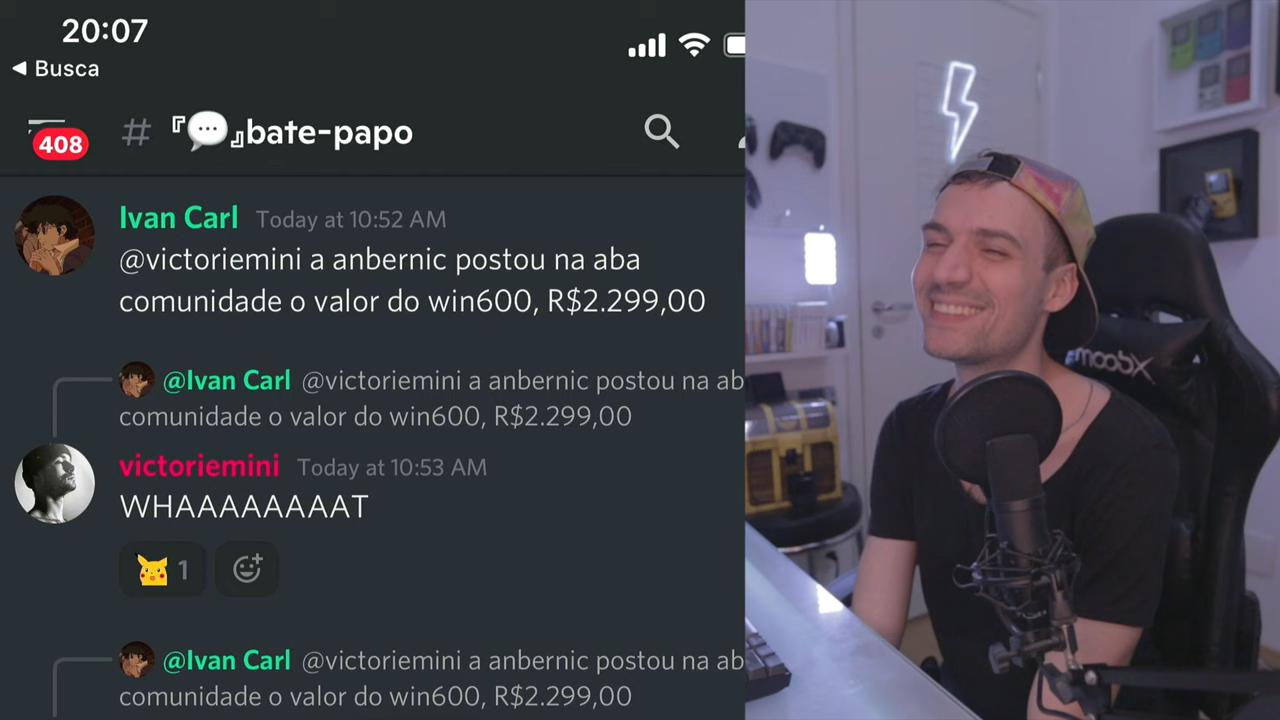 20:07
◀ Busca
408
# 『💬』bate-papo
Ivan Carl Today at 10:52 AM
@victoriemini a anbernic postou na aba
comunidade o valor do win600, R$2.299,00
@Ivan Carl @victoriemini a anbernic postou na ab
comunidade o valor do win600, R$2.299,00
victoriemini Today at 10:53 AM
WHAAAAAAAAT
1
@Ivan Carl @victoriemini a anbernic postou na ab
comunidade o valor do win600, R$2.299,00
moobX